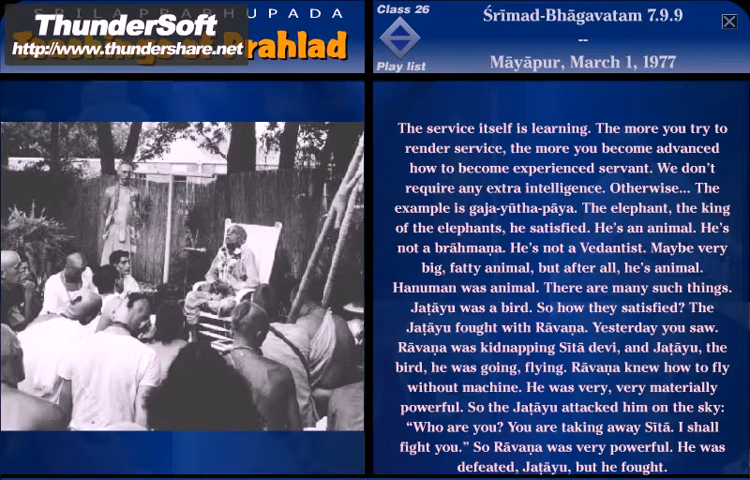 SRILA PRABHUPADA
ThunderSoft
http://www.thundershare.net
Teachings of Prahlad
Class 26
Play list
Śrīmad-Bhāgavatam 7.9.9
--
Māyāpur, March 1, 1977
The service itself is learning. The more you try to
render service, the more you become advanced
how to become experienced servant. We don't
require any extra intelligence. Otherwise... The
example is gaja-yūtha-pāya. The elephant, the king
of the elephants, he satisfied. He's an animal. He's
not a brāhmaṇa. He's not a Vedantist. Maybe very
big, fatty animal, but after all, he's animal.
Hanuman was animal. There are many such things.
Jaṭāyu was a bird. So how they satisfied? The
Jaṭāyu fought with Rāvaṇa. Yesterday you saw.
Rāvaṇa was kidnapping Sītā devi, and Jaṭāyu, the
bird, he was going, flying. Rāvaṇa knew how to fly
without machine. He was very, very materially
powerful. So the Jaṭāyu attacked him on the sky:
“Who are you? You are taking away Sītā. I shall
fight you.” So Rāvaṇa was very powerful. He was
defeated, Jaṭāyu, but he fought.